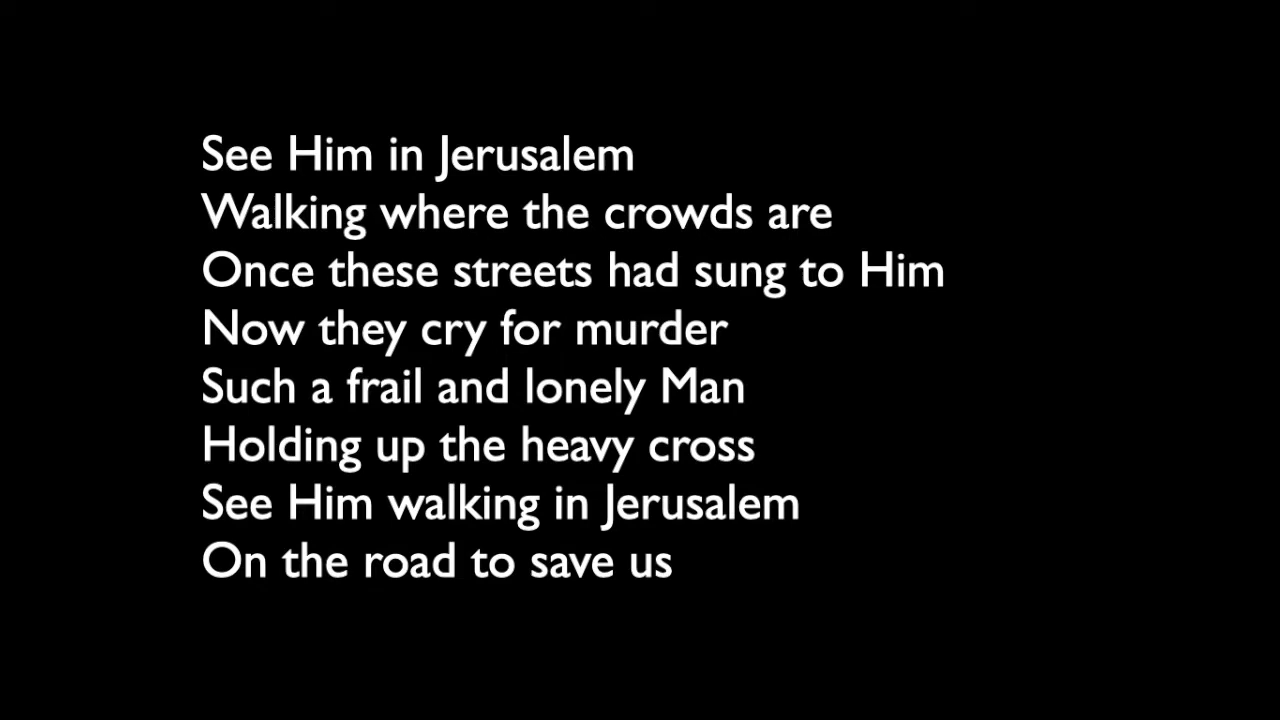 See Him in Jerusalem
Walking where the crowds are
Once these streets had sung to Him
Now they cry for murder
Such a frail and lonely Man
Holding up the heavy cross
See Him walking in Jerusalem
On the road to save us